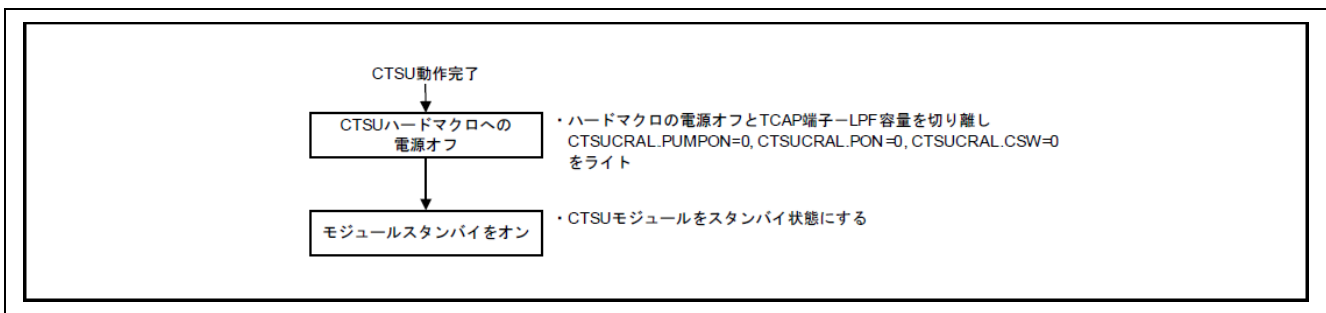 CTSU動作完了
CTSUハードマクロへの
電源オフ
・ハードマクロの電源オフとTCAP端子－LPF容量を切り離し
CTSUCRAL.PUMPON=0, CTSUCRAL.PON=0, CTSUCRAL.CSW=0
をライト
モジュールスタンバイをオン
・CTSUモジュールをスタンバイ状態にする